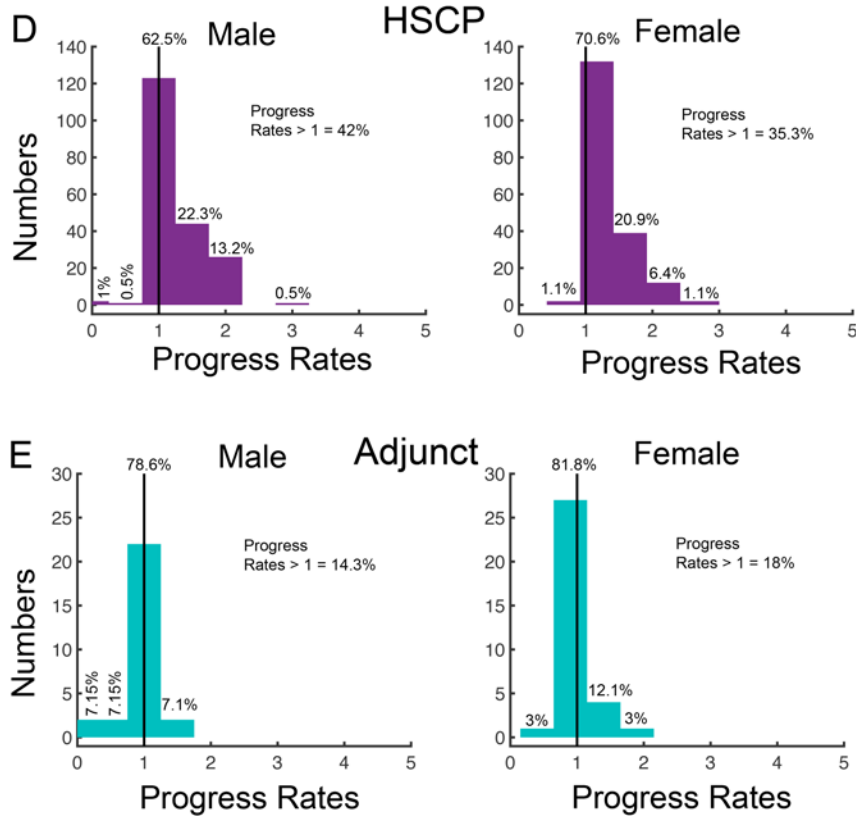 D
HSCP
Male
Female
62.5%
70.6%
140
120
100
80
60
40
20
0
Numbers
Progress
Rates > 1 = 42%
1%
0.5%
22.3%
13.2%
0.5%
0 1 2 3 4 5
Progress Rates
140
120
100
80
60
40
20
0
Progress
Rates > 1 = 35.3%
1.1%
20.9%
6.4%
1.1%
0 1 2 3 4 5
Progress Rates
E
Adjunct
Male
Female
78.6%
81.8%
30
25
20
15
10
5
0
Numbers
Progress
Rates > 1 = 14.3%
7.15%
7.15%
7.1%
0 1 2 3 4 5
Progress Rates
30
25
20
15
10
5
0
Progress
Rates > 1 = 18%
3%
12.1%
3%
0 1 2 3 4 5
Progress Rates